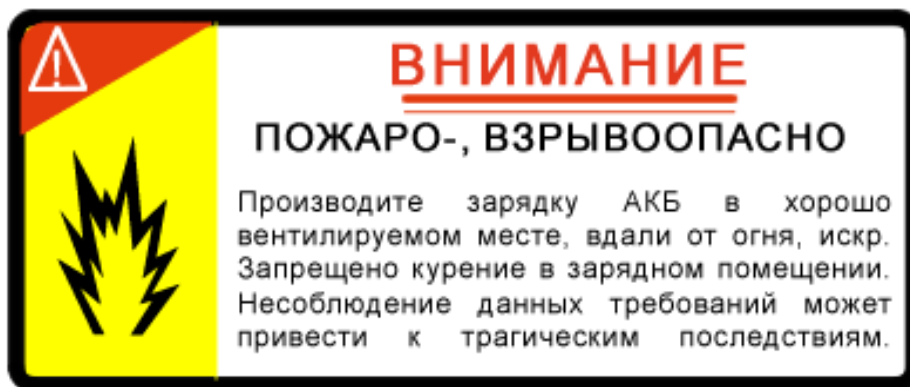 ВНИМАНИЕ
ПОЖАРО-, ВЗРЫВООПАСНО
Производите зарядку АКБ в хорошо
вентилируемом месте, вдали от огня, искр.
Запрещено курение в зарядном помещении.
Несоблюдение данных требований может
привести к трагическим последствиям.